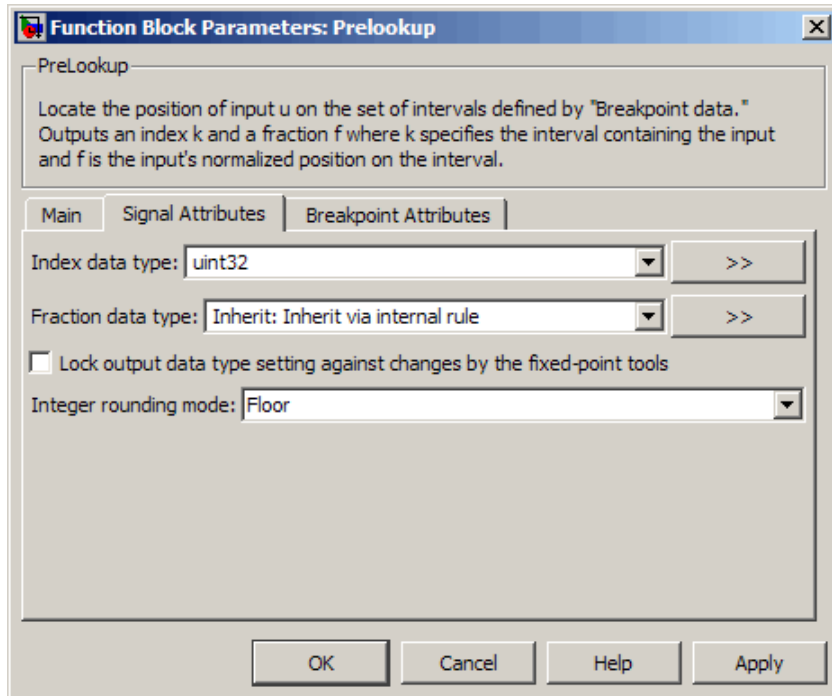 Function Block Parameters: Prelookup
PreLookup
Locate the position of input u on the set of intervals defined by "Breakpoint data."
Outputs an index k and a fraction f where k specifies the interval containing the input
and f is the input's normalized position on the interval.
Main Signal Attributes Breakpoint Attributes
Index data type: uint32 >>
Fraction data type: Inherit: Inherit via internal rule >>
Lock output data type setting against changes by the fixed-point tools
Integer rounding mode: Floor
OK Cancel Help Apply